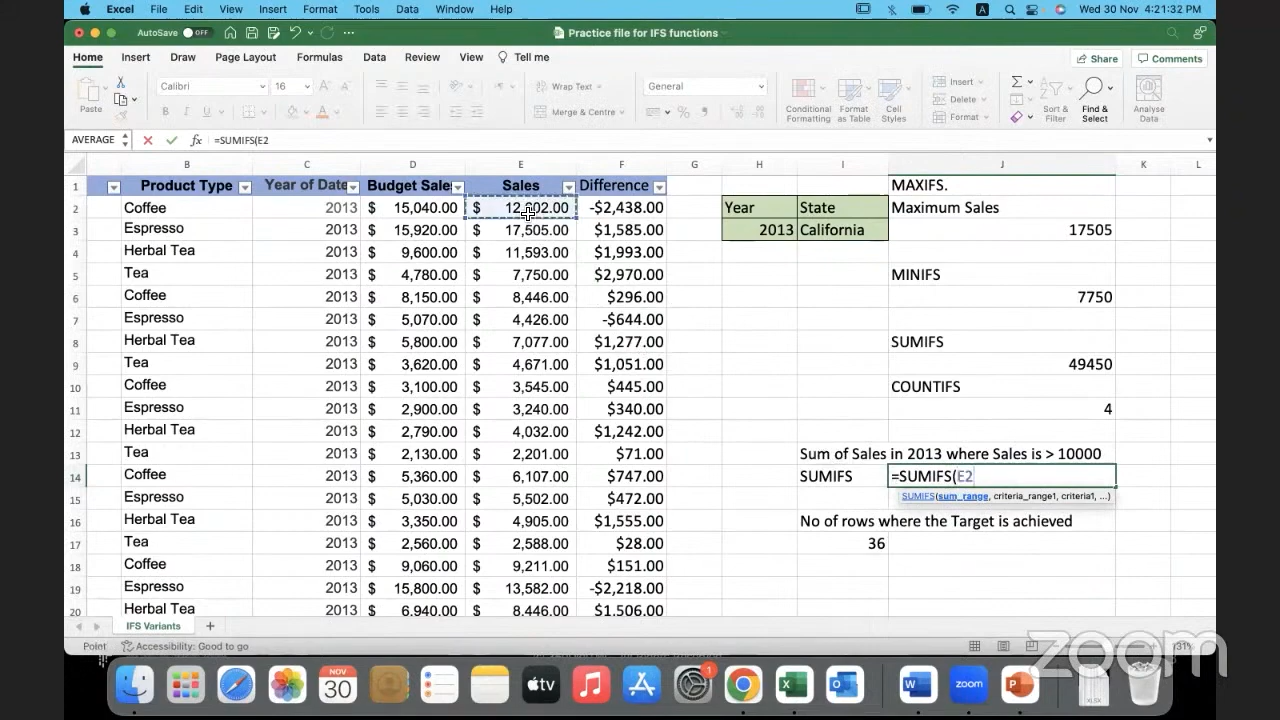 Excel File Edit View Insert Format Tools Data Window Help A Wed 30 Nov 4:21:32 PM
AutoSave OFF Practice file for IFS functions
Home Insert Draw Page Layout Formulas Data Review View Tell me Share Comments
Paste Calibri 16 Wrap Text General Conditional Formatting Format as Table Cell Styles Insert Sort & Filter Find & Select Analyse Data
B I U Merge & Centre Delete
Format
AVERAGE fx =SUMIFS(E2
B C D E F G H I J K L
1 Product Type Year of Date Budget Sale Sales Difference MAXIFS.
2 Coffee 2013 $ 15,040.00 $ -$2,438.00 Year State Maximum Sales
3 Espresso 2013 $ 15,920.00 $ 17,505.00 $1,585.00 2013 California 17505
4 Herbal Tea 2013 $ 9,600.00 $ 11,593.00 $1,993.00
5 Tea 2013 $ 4,780.00 $ 7,750.00 $2,970.00 MINIFS
6 Coffee 2013 $ 8,150.00 $ 8,446.00 $296.00 7750
7 Espresso 2013 $ 5,070.00 $ 4,426.00 -$644.00
8 Herbal Tea 2013 $ 5,800.00 $ 7,077.00 $1,277.00 SUMIFS
9 Tea 2013 $ 3,620.00 $ 4,671.00 $1,051.00 49450
10 Coffee 2013 $ 3,100.00 $ 3,545.00 $445.00 COUNTIFS
11 Espresso 2013 $ 2,900.00 $ 3,240.00 $340.00 4
12 Herbal Tea 2013 $ 2,790.00 $ 4,032.00 $1,242.00
13 Tea 2013 $ 2,130.00 $ 2,201.00 $71.00 Sum of Sales in 2013 where Sales is > 10000
14 Coffee 2013 $ 5,360.00 $ 6,107.00 $747.00 SUMIFS =SUMIFS(E2
15 Espresso 2013 $ 5,030.00 $ 5,502.00 $472.00 SUMIFS(sum_range, criteria_range1, criteria1, ...)
16 Herbal Tea 2013 $ 3,350.00 $ 4,905.00 $1,555.00 No of rows where the Target is achieved
17 Tea 2013 $ 2,560.00 $ 2,588.00 $28.00 36
18 Coffee 2013 $ 9,060.00 $ 9,211.00 $151.00
19 Espresso 2013 $ 15,800.00 $ 13,582.00 -$2,218.00
20 Herbal Tea 2013 $ 6,940.00 $ 8,446.00 $1,506.00
IFS Variants +
Point Accessibility: Good to go
zoom
NOV 30 tv 1 zoom XLSX